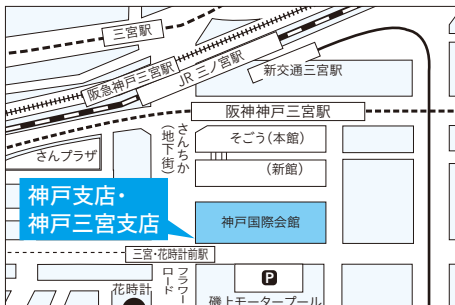 三宮駅
阪急神戸三宮駅
JR 三ノ宮駅
新交通三宮駅
阪神神戸三宮駅
さんちか
(地下街)
そごう(本館)
(新館)
さんプラザ
神戸支店・
神戸三宮支店
神戸国際会館
三宮・花時計前駅
花時計
フラワー
ロード
P
磯上モータープール